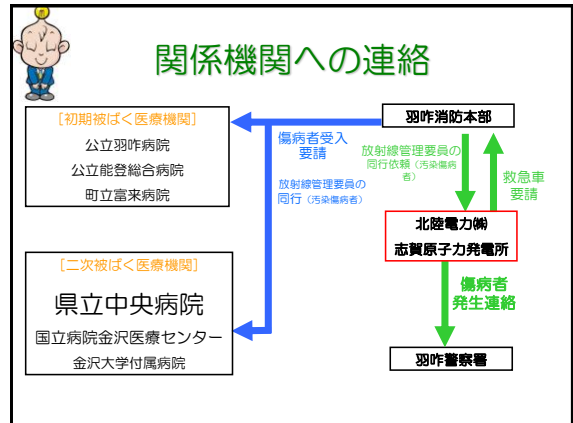 関係機関への連絡
[初期被ばく医療機関]
公立羽咋病院
公立能登総合病院
町立富来病院
傷病者受入
要請
放射線管理要員の
同行（汚染傷病者）
羽咋消防本部
放射線管理要員の
同行依頼（汚染傷病
者）
救急車
要請
北陸電力㈱
志賀原子力発電所
[二次被ばく医療機関]
県立中央病院
国立病院金沢医療センター
金沢大学付属病院
傷病者
発生連絡
羽咋警察署